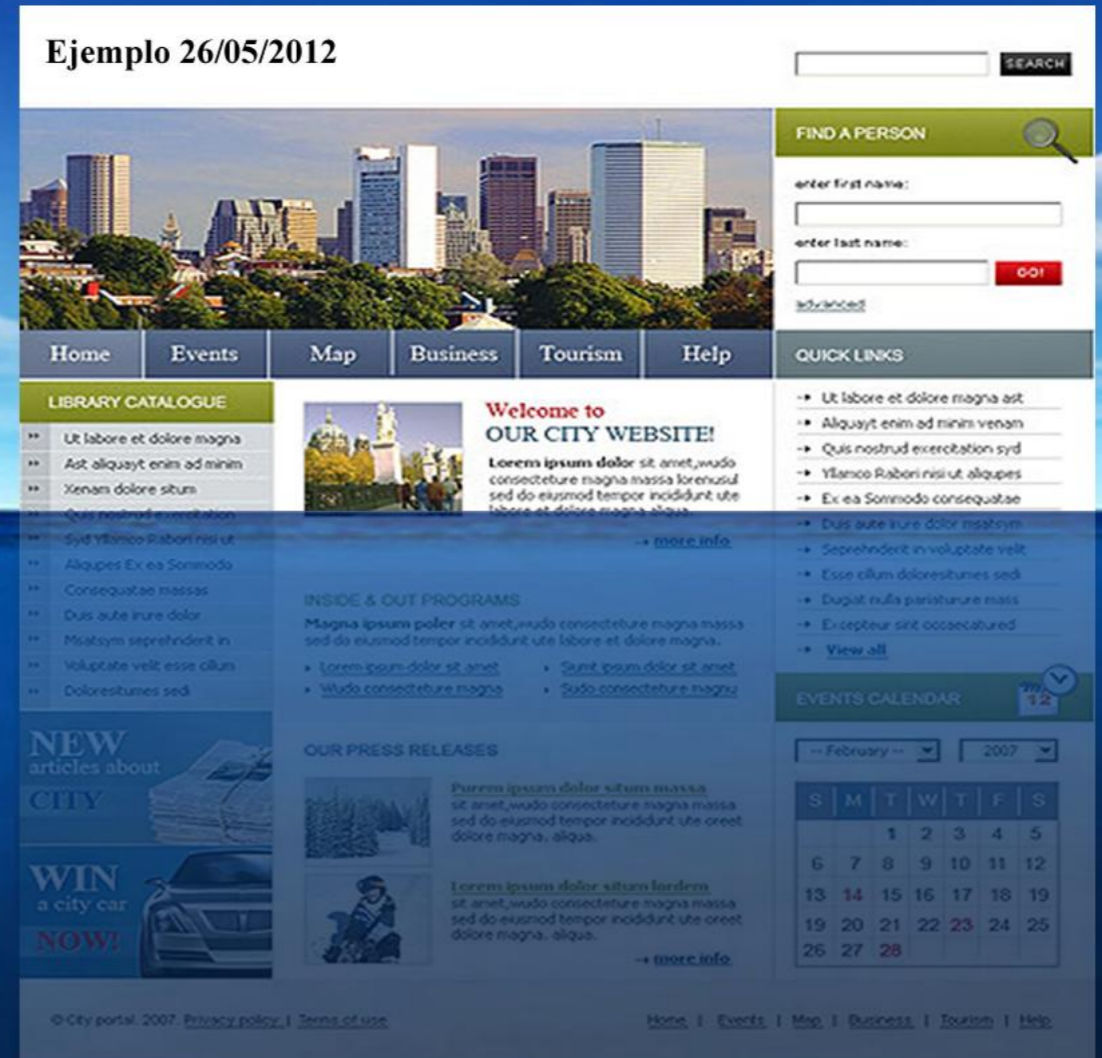 Ejemplo 26/05/2012
SEARCH
FIND A PERSON
enter first name:
enter last name:
GO!
advanced
Home Events Map Business Tourism Help
QUICK LINKS
LIBRARY CATALOGUE
Ut labore et dolore magna
Ast aliquayt enim ad minim
Xenam dolore situm
Quis nostrud exercitation
Syd Yllamco Rabori nisi ut
Aliqupes Ex ea Sommodo
Consequatae massas
Duis aute irure dolor
Msatsym seprehnderit in
Voluptate velit esse cillum
Doloresitumes sedi
NEW
articles about
CITY
WIN
a city car
NOW!
Welcome to
OUR CITY WEBSITE!
Lorem ipsum dolor sit amet,wudo
consecteture magna massa loremusul
sed do eiusmod tempor incididunt ute
labore et dolore magna aliqua.
more info
INSIDE & OUT PROGRAMS
Magna ipsum poler sit amet,wudo consecteture magna massa
sed do eiusmod tempor incididunt ute labore et dolore magna.
Lorem ipsum dolor sit amet
Sumt ipsum dolor sit amet
Wudo consecteture magna
Sudo consecteture magnu
OUR PRESS RELEASES
Purem ipsum dolor situm massa
sit amet,wudo consecteture magna massa
sed do eiusmod tempor incididunt ute oreet
dolore magna. aliqua.
Lorem ipsum dolor situm lordem
sit amet,wudo consecteture magna massa
sed do eiusmod tempor incididunt ute oreet
dolore magna. aliqua.
more info
Ut labore et dolore magna ast
Aliquayt enim ad minim venam
Quis nostrud exercitation syd
Yllamco Rabori nisi ut aliqupes
Ex ea Sommodo consequatae
Duis aute irure dolor msatsym
Seprehnderit in voluptate velit
Esse cillum doloresitumes sedi
Dugiat nulla pariaturure mass
Excepteur sint occaecatured
View all
EVENTS CALENDAR
12
-- February -- 2007
S M T W T F S
1 2 3 4 5
6 7 8 9 10 11 12
13 14 15 16 17 18 19
19 20 21 22 23 24 25
26 27 28
© City portal. 2007. Privacy policy | Terms of use
Home | Events | Map | Business | Tourism | Help